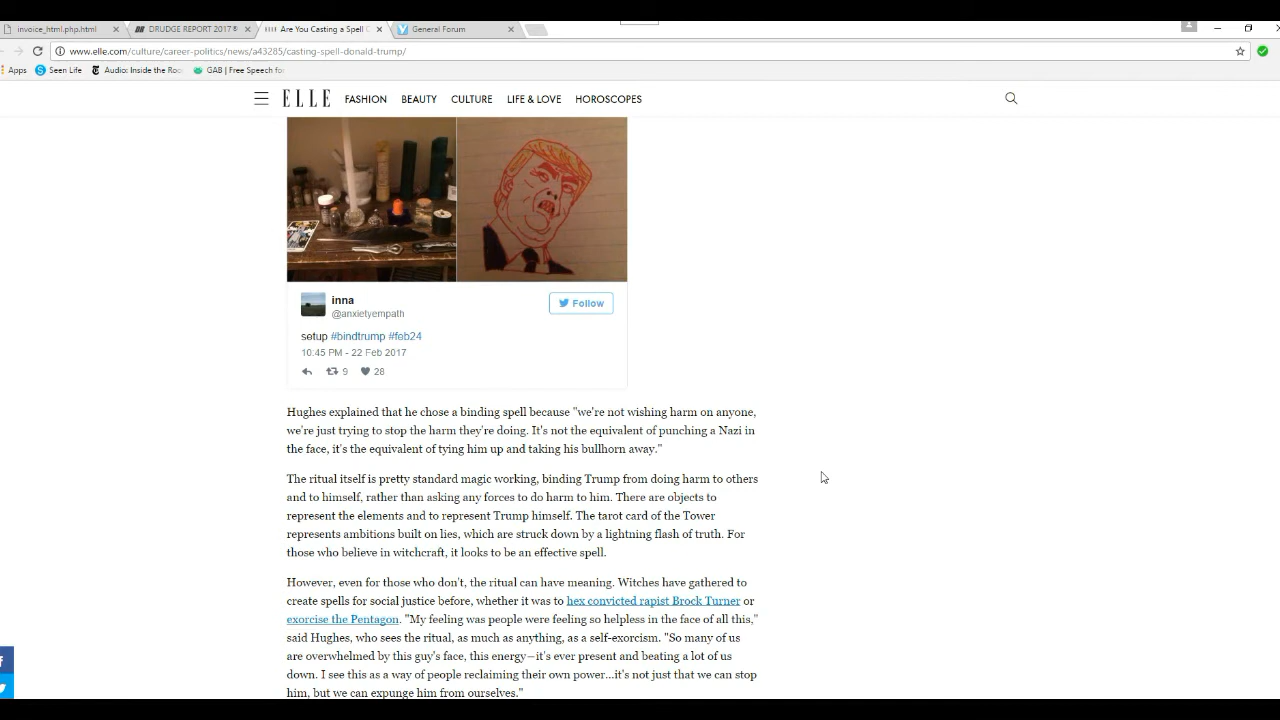 invoice_html.php.html
DRUDGE REPORT 2017®
Are You Casting a Spell
General Forum
www.elle.com/culture/career-politics/news/a43285/casting-spell-donald-trump/
Apps
Seen Life
Audio: Inside the Roo
GAB | Free Speech for
ELLE
FASHION
BEAUTY
CULTURE
LIFE & LOVE
HOROSCOPES
inna
@anxietyempath
Follow
setup #bindtrump #feb24
10:45 PM - 22 Feb 2017
9
28
Hughes explained that he chose a binding spell because "we're not wishing harm on anyone,
we're just trying to stop the harm they're doing. It's not the equivalent of punching a Nazi in
the face, it's the equivalent of tying him up and taking his bullhorn away."
The ritual itself is pretty standard magic working, binding Trump from doing harm to others
and to himself, rather than asking any forces to do harm to him. There are objects to
represent the elements and to represent Trump himself. The tarot card of the Tower
represents ambitions built on lies, which are struck down by a lightning flash of truth. For
those who believe in witchcraft, it looks to be an effective spell.
However, even for those who don't, the ritual can have meaning. Witches have gathered to
create spells for social justice before, whether it was to hex convicted rapist Brock Turner or
exorcise the Pentagon. "My feeling was people were feeling so helpless in the face of all this,"
said Hughes, who sees the ritual, as much as anything, as a self-exorcism. "So many of us
are overwhelmed by this guy's face, this energy—it's ever present and beating a lot of us
down. I see this as a way of people reclaiming their own power...it's not just that we can stop
him, but we can expunge him from ourselves."